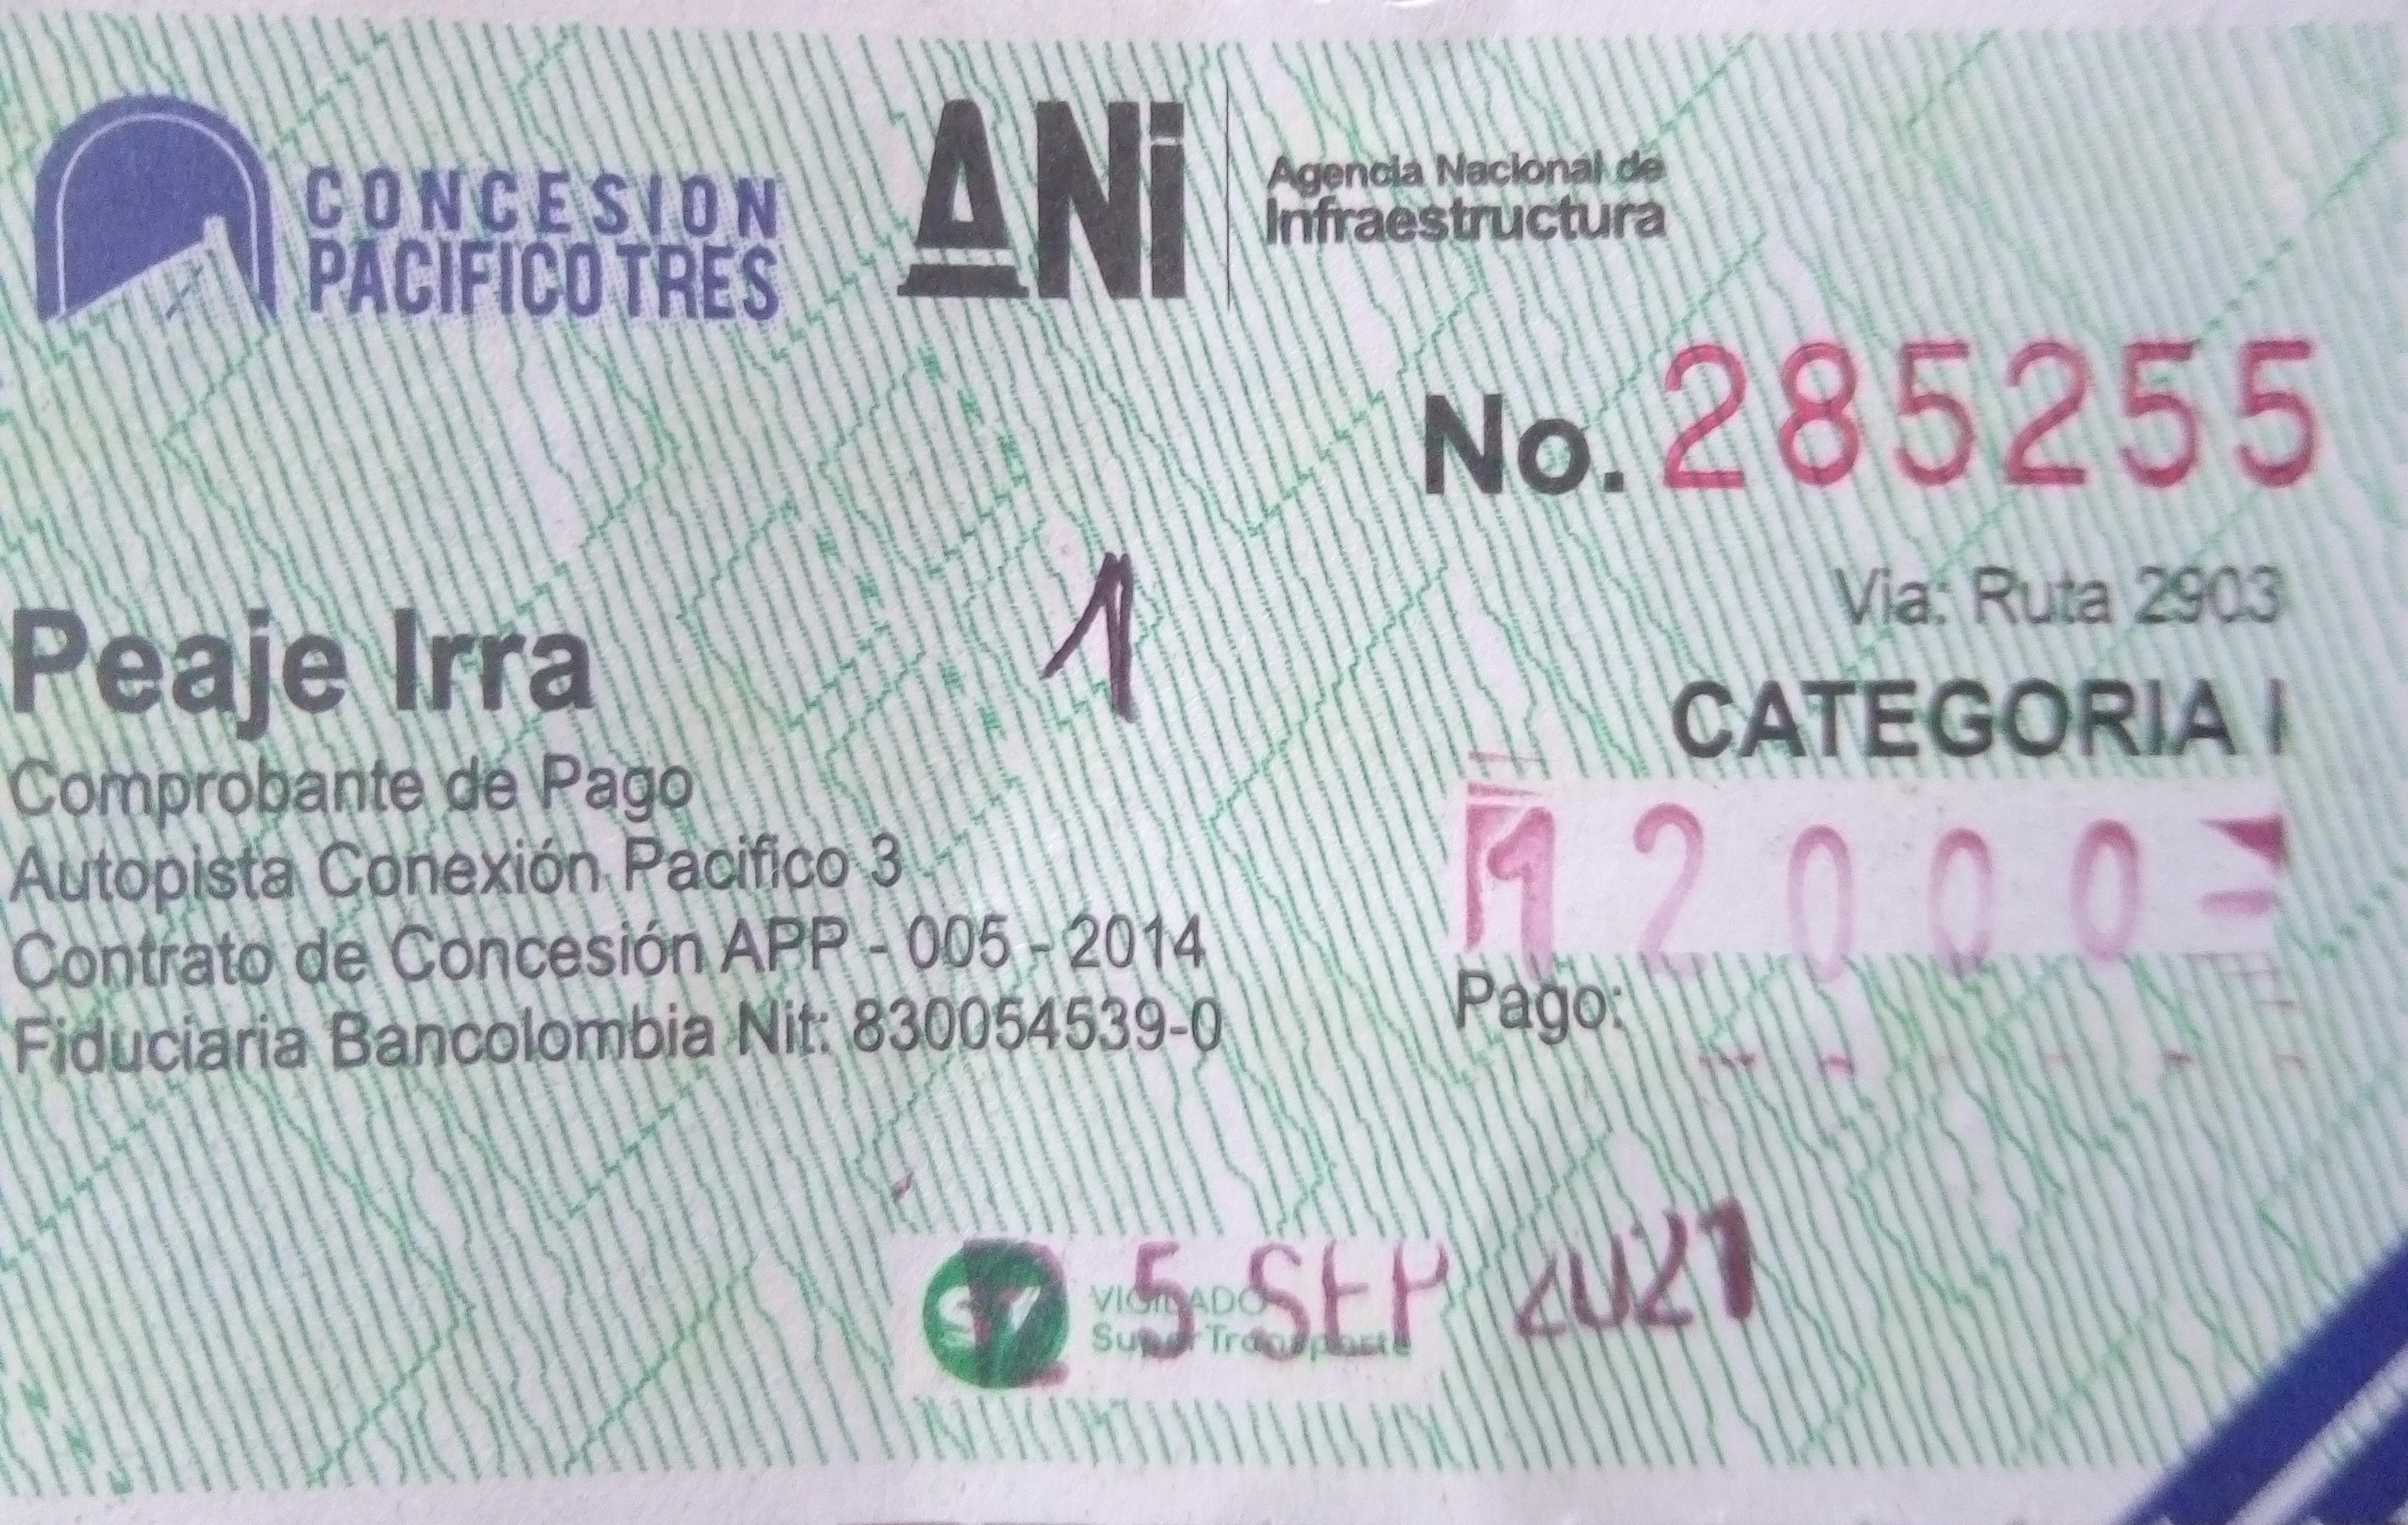 CONCESION
PACIFICO TRES
ANi
Agencia Nacional de
Infraestructura
No. 285255
Via: Ruta 2903
Peaje Irra
1
CATEGORIA I
12000
Comprobante de Pago
Autopista Conexión Pacifico 3
Contrato de Concesión APP - 005 - 2014
Fiduciaria Bancolombia Nit: 830054539-0
Pago:
5 SEP 2021
VIGILADO
SuperTransporte